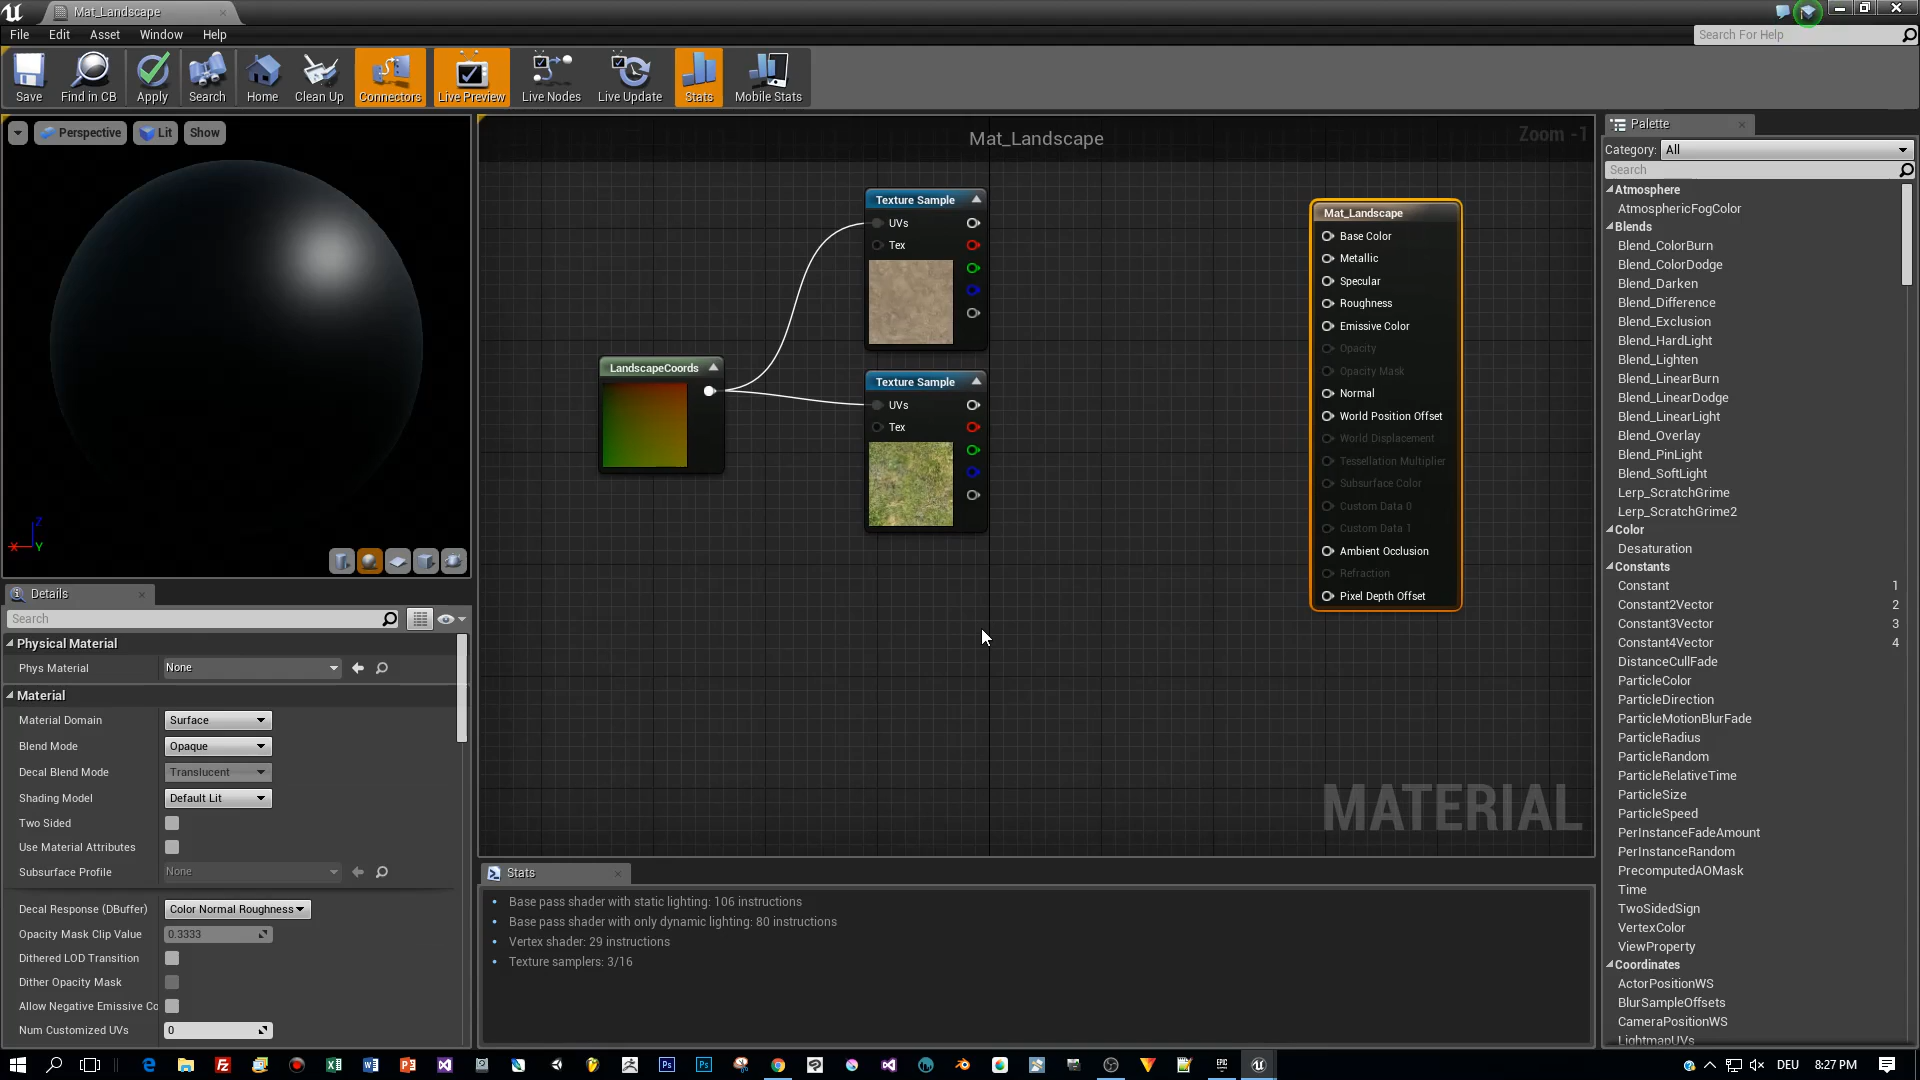 Mat_Landscape
File Edit Asset Window Help
Search For Help
Save Find in CB Apply Search Home Clean Up Connectors Live Preview Live Nodes Live Update Stats Mobile Stats
Perspective Lit Show
Z
X Y
Details
Search
Physical Material
Phys Material None
Material
Material Domain Surface
Blend Mode Opaque
Decal Blend Mode Translucent
Shading Model Default Lit
Two Sided
Use Material Attributes
Subsurface Profile None
Decal Response (DBuffer) Color Normal Roughness
Opacity Mask Clip Value 0.3333
Dithered LOD Transition
Dither Opacity Mask
Allow Negative Emissive Co
Num Customized UVs 0
Mat_Landscape
Zoom -1
Texture Sample
UVs
Tex
LandscapeCoords
Texture Sample
UVs
Tex
Mat_Landscape
Base Color
Metallic
Specular
Roughness
Emissive Color
Opacity
Opacity Mask
Normal
World Position Offset
World Displacement
Tessellation Multiplier
Subsurface Color
Custom Data 0
Custom Data 1
Ambient Occlusion
Refraction
Pixel Depth Offset
MATERIAL
Stats
Base pass shader with static lighting: 106 instructions
Base pass shader with only dynamic lighting: 80 instructions
Vertex shader: 29 instructions
Texture samplers: 3/16
Palette
Category: All
Search
Atmosphere
AtmosphericFogColor
Blends
Blend_ColorBurn
Blend_ColorDodge
Blend_Darken
Blend_Difference
Blend_Exclusion
Blend_HardLight
Blend_Lighten
Blend_LinearBurn
Blend_LinearDodge
Blend_LinearLight
Blend_Overlay
Blend_PinLight
Blend_SoftLight
Lerp_ScratchGrime
Lerp_ScratchGrime2
Color
Desaturation
Constants
Constant 1
Constant2Vector 2
Constant3Vector 3
Constant4Vector 4
DistanceCullFade
ParticleColor
ParticleDirection
ParticleMotionBlurFade
ParticleRadius
ParticleRandom
ParticleRelativeTime
ParticleSize
ParticleSpeed
PerInstanceFadeAmount
PerInstanceRandom
PrecomputedAOMask
Time
TwoSidedSign
VertexColor
ViewProperty
Coordinates
ActorPositionWS
BlurSampleOffsets
CameraPositionWS
LightmapUVs
DEU 8:27 PM